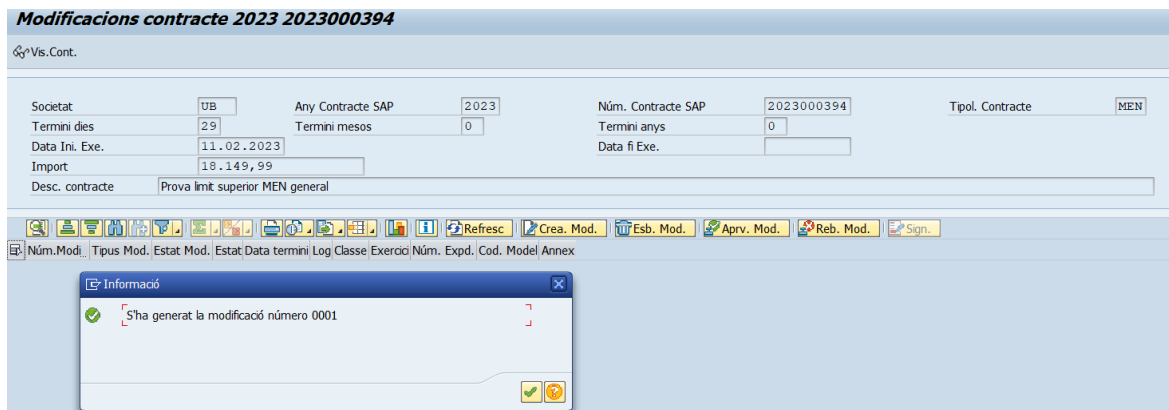 Modificacions contracte 2023 2023000394
Vis.Cont.
Societat UB Any Contracte SAP 2023 Núm. Contracte SAP 2023000394 Tipol. Contracte MEN
Termini dies 29 Termini mesos 0 Termini anys 0
Data Ini. Exe. 11.02.2023 Data fi Exe.
Import 18.149,99
Desc. contracte Prova limit superior MEN general
Refresc Crea. Mod. Esb. Mod. Aprv. Mod. Reb. Mod. Sign.
Núm.Modi.. Tipus Mod. Estat Mod. Estat Data termini Log Classe Exercici Núm. Expd. Cod. Model Annex
Informació
S'ha generat la modificació número 0001